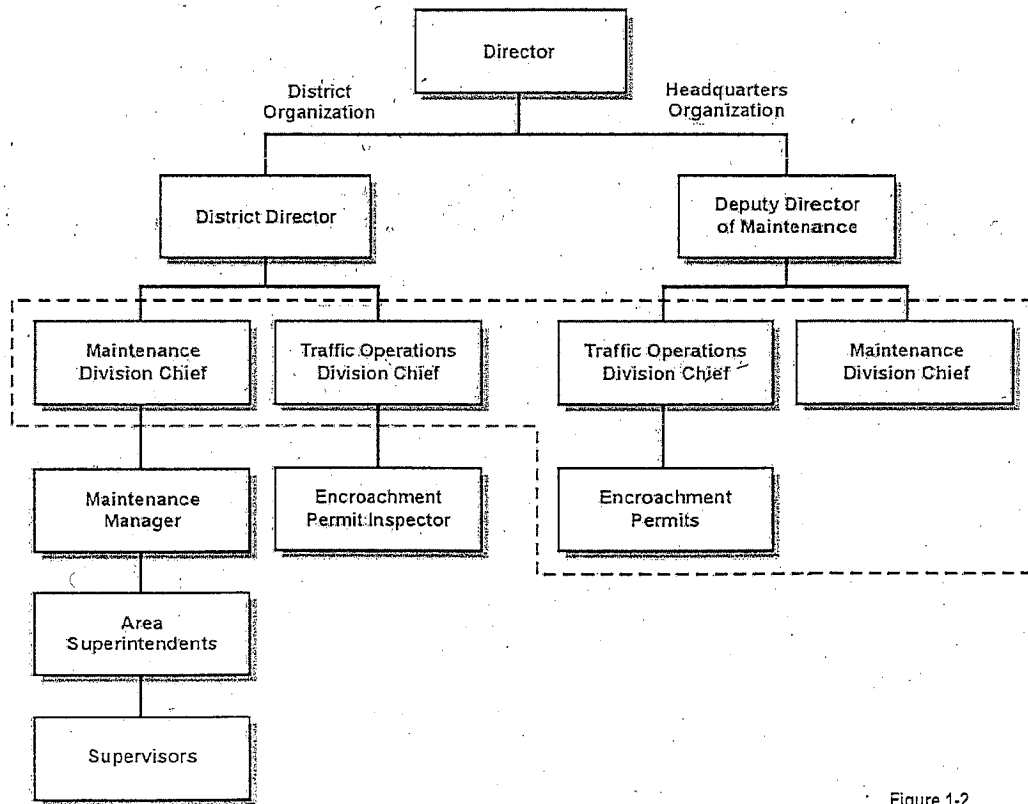 Director
District
Organization
Headquarters
Organization
District Director
Deputy Director
of Maintenance
Maintenance
Division Chief
Traffic Operations
Division Chief
Traffic Operations
Division Chief
Maintenance
Division Chief
Maintenance
Manager
Encroachment
Permit Inspector
Encroachment
Permits
Area
Superintendents
Supervisors
Figure 1-2